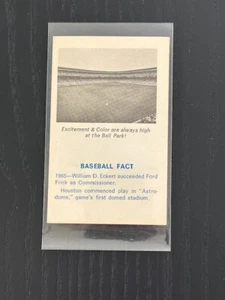 Excitement & Color are always high
at the Ball Park!
BASEBALL FACT
1965—William D. Eckert succeeded Ford
Frick as Commissioner.
Houston commenced play in "Astro
dome," game's first domed stadium.